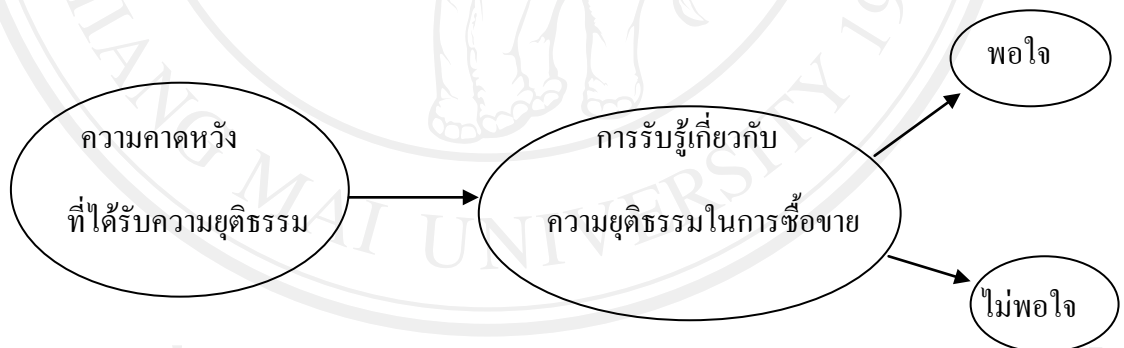 พอใจ
ความคาดหวัง
ที่ได้รับความยุติธรรม
การรับรู้เกี่ยวกับ
ความยุติธรรมในการซื้อขาย
ไม่พอใจ
MAI UNIVERSITY 19